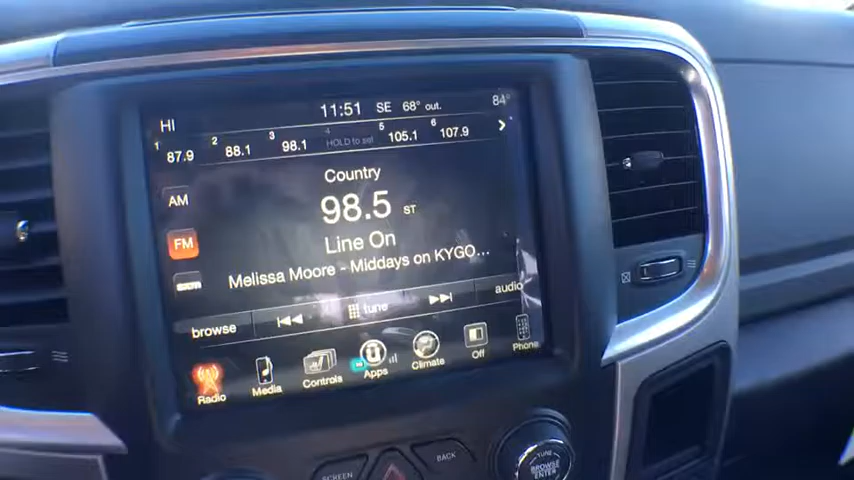 11:51 SE 68° out. 84°
HI
1 87.9 2 88.1 3 98.1 4 HOLD to set 5 105.1 6 107.9
Country
AM
98.5 ST
FM
Line On
sxm
Melissa Moore - Middays on KYGO...
browse tune audio
Radio Media Controls Apps Climate Off Phone
SCREEN BACK
TUNE
BROWSE
ENTER